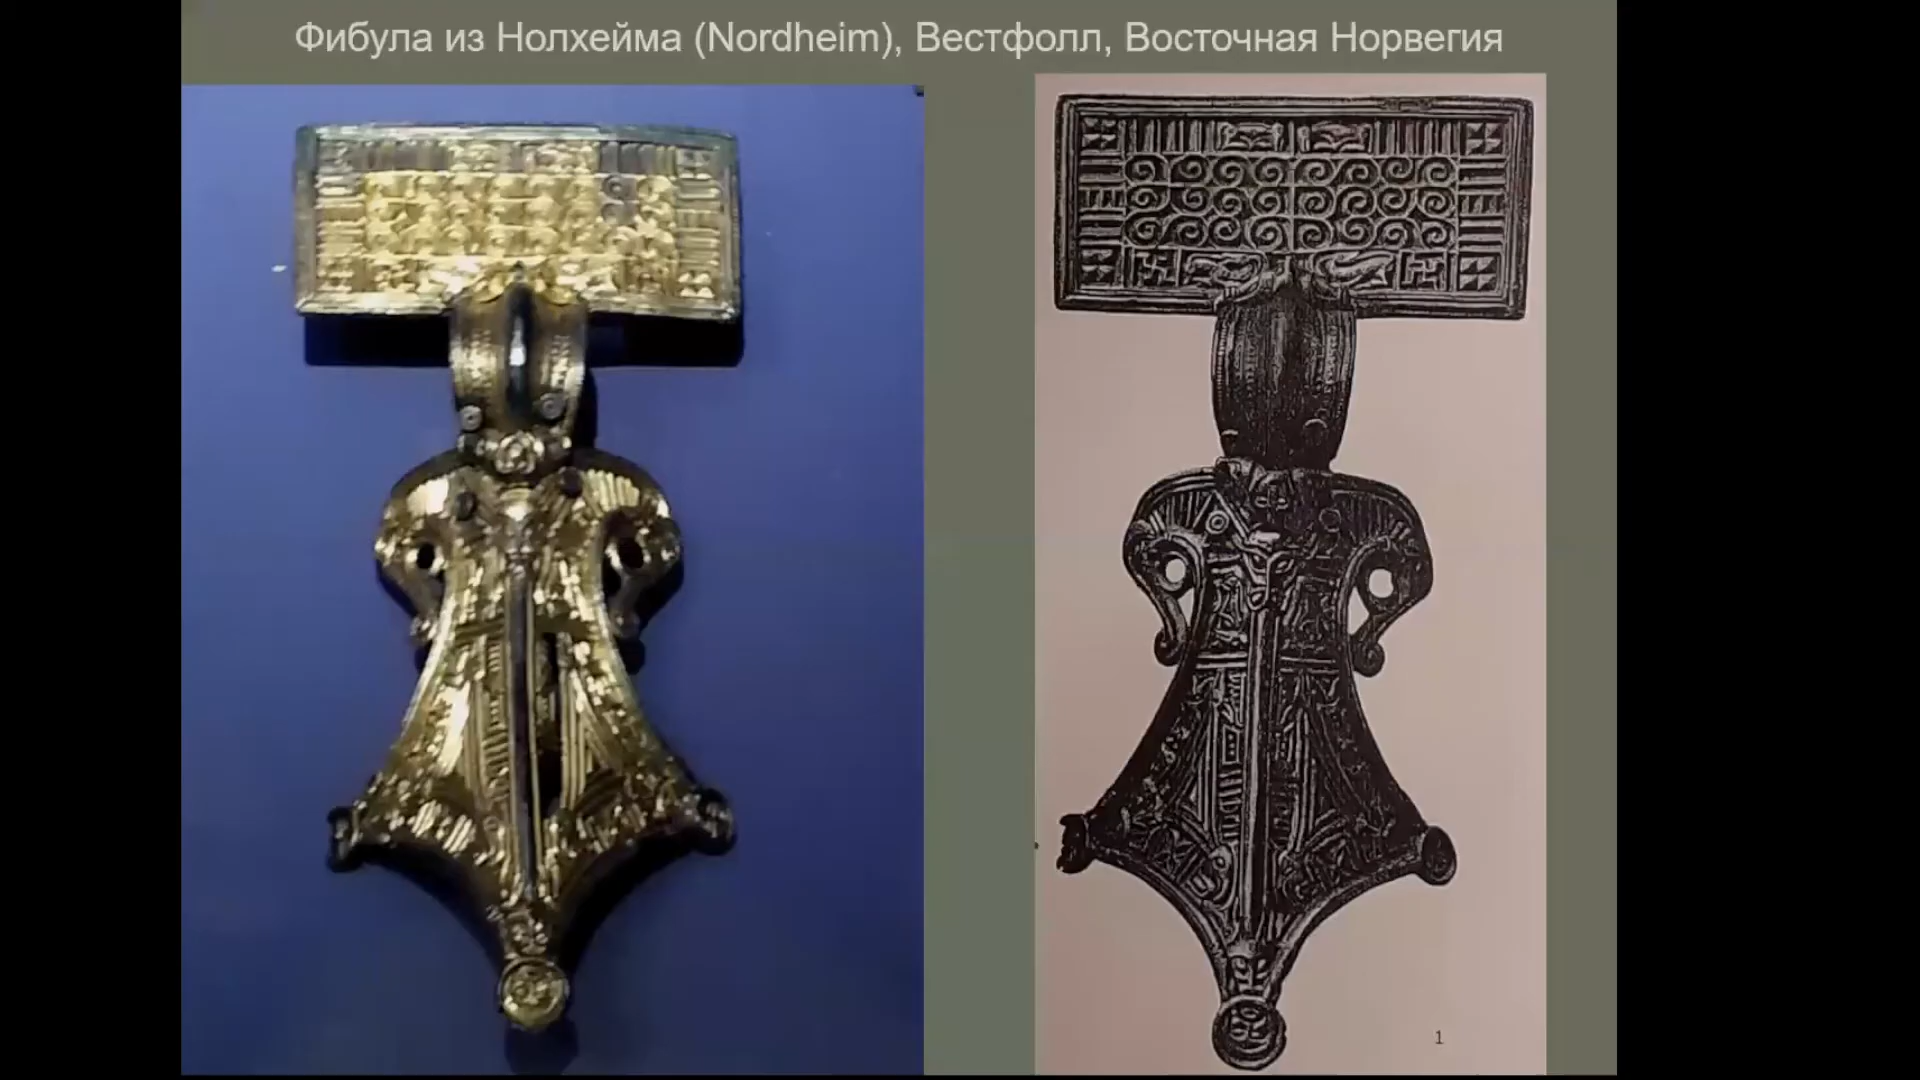 Фибула из Нолхейма (Nordheim), Вестфолл, Восточная Норвегия
1